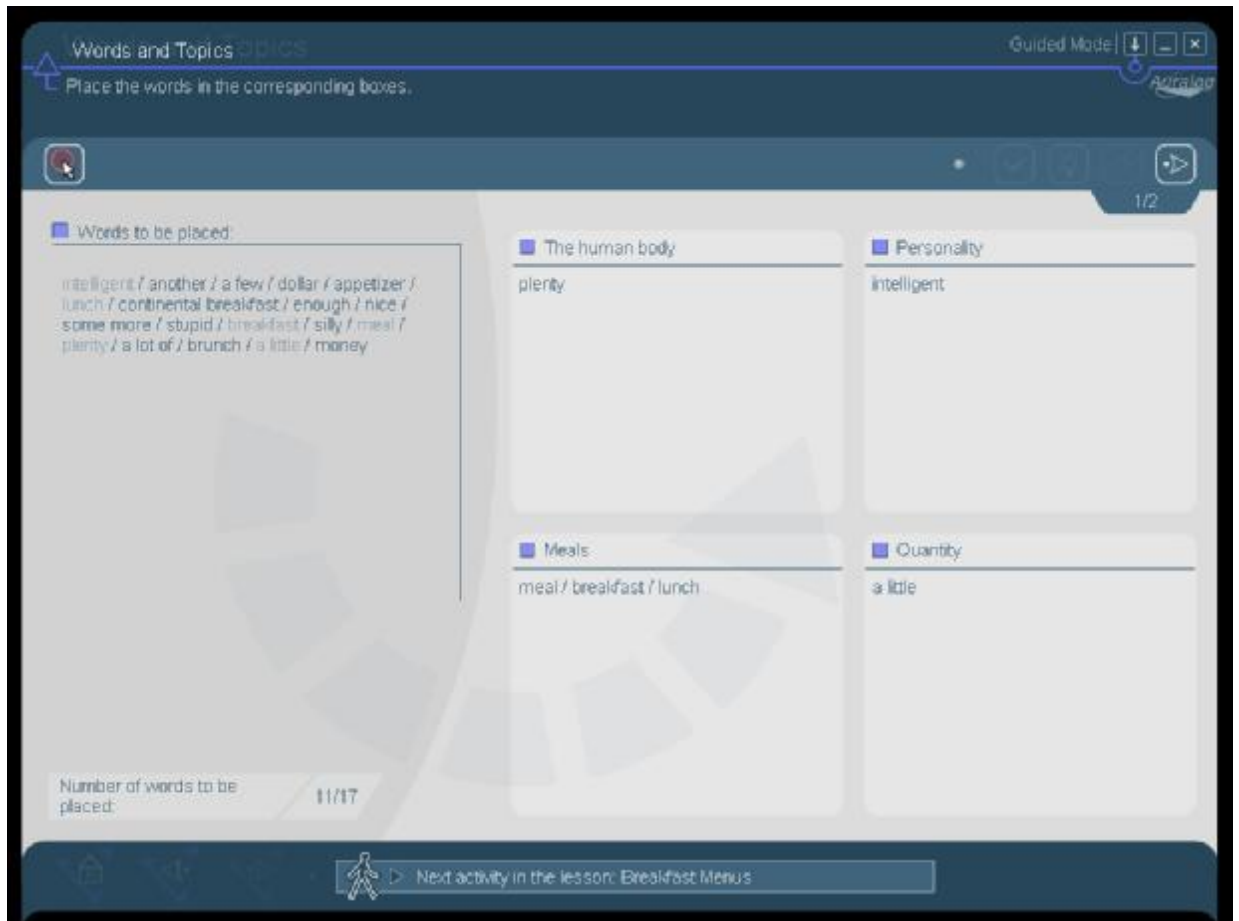 Words and Topics
Guided Mode
Place the words in the corresponding boxes.
1/2
Words to be placed:
intelligent / another / a few / dollar / appetizer /
lunch / continental breakfast / enough / nice /
some more / stupid / breakfast / silly / meal /
plenty / a lot of / brunch / a little / money
The human body
plenty
Personality
intelligent
Meals
meal / breakfast / lunch
Quantity
a little
Number of words to be
placed:
11/17
Next activity in the lesson: Breakfast Menus